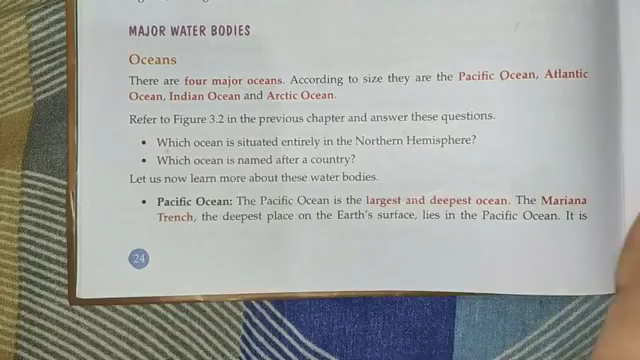 MAJOR WATER BODIES
Oceans
There are four major oceans. According to size they are the Pacific Ocean, Atlantic
Ocean, Indian Ocean and Arctic Ocean.
Refer to Figure 3.2 in the previous chapter and answer these questions.
• Which ocean is situated entirely in the Northern Hemisphere?
• Which ocean is named after a country?
Let us now learn more about these water bodies.
• Pacific Ocean: The Pacific Ocean is the largest and deepest ocean. The Mariana
Trench, the deepest place on the Earth's surface, lies in the Pacific Ocean. It is
24